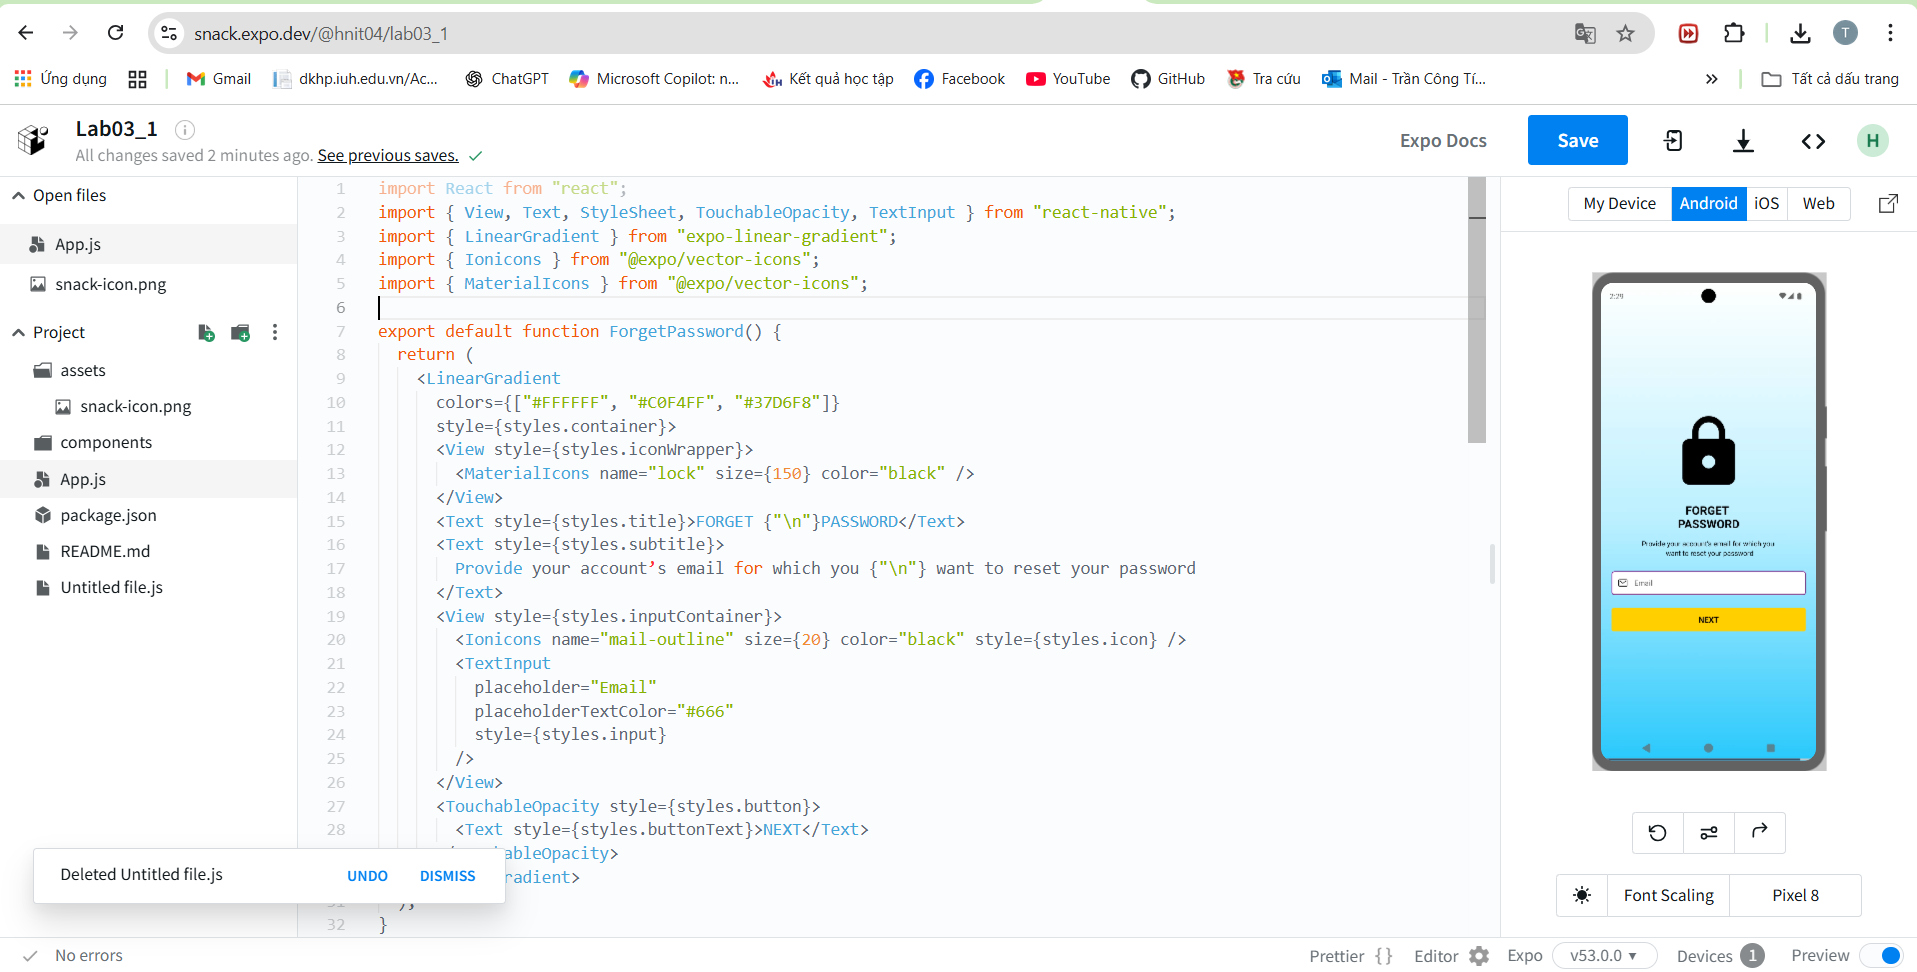 snack.expo.dev/@hnit04/lab03_1
T
Ứng dụng
Gmail
dkhp.iuh.edu.vn/Ac...
ChatGPT
Microsoft Copilot: n...
Kết quả học tập
Facebook
YouTube
GitHub
Tra cứu
Mail - Trần Công Tí...
»
Tất cả dấu trang
Lab03_1
All changes saved 2 minutes ago. See previous saves.
Expo Docs
Save
H
Open files
App.js
snack-icon.png
Project
assets
snack-icon.png
components
App.js
package.json
README.md
Untitled file.js
1 import React from "react";
2 import { View, Text, StyleSheet, TouchableOpacity, TextInput } from "react-native";
3 import { LinearGradient } from "expo-linear-gradient";
4 import { Ionicons } from "@expo/vector-icons";
5 import { MaterialIcons } from "@expo/vector-icons";
6
7 export default function ForgetPassword() {
8 return (
9 <LinearGradient
10 colors={["#FFFFFF", "#C0F4FF", "#37D6F8"]}
11 style={styles.container}>
12 <View style={styles.iconWrapper}>
13 <MaterialIcons name="lock" size={150} color="black" />
14 </View>
15 <Text style={styles.title}>FORGET {"\n"}PASSWORD</Text>
16 <Text style={styles.subtitle}>
17 Provide your account’s email for which you {"\n"} want to reset your password
18 </Text>
19 <View style={styles.inputContainer}>
20 <Ionicons name="mail-outline" size={20} color="black" style={styles.icon} />
21 <TextInput
22 placeholder="Email"
23 placeholderTextColor="#666"
24 style={styles.input}
25 />
26 </View>
27 <TouchableOpacity style={styles.button}>
28 <Text style={styles.buttonText}>NEXT</Text>
ableOpacity>
radient>
);
32 }
Deleted Untitled file.js
UNDO
DISMISS
My Device
Android
iOS
Web
2:29
FORGET
PASSWORD
Provide your account's email for which you
want to reset your password
Email
NEXT
Font Scaling
Pixel 8
No errors
Prettier { }
Editor
Expo
v53.0.0
Devices 1
Preview